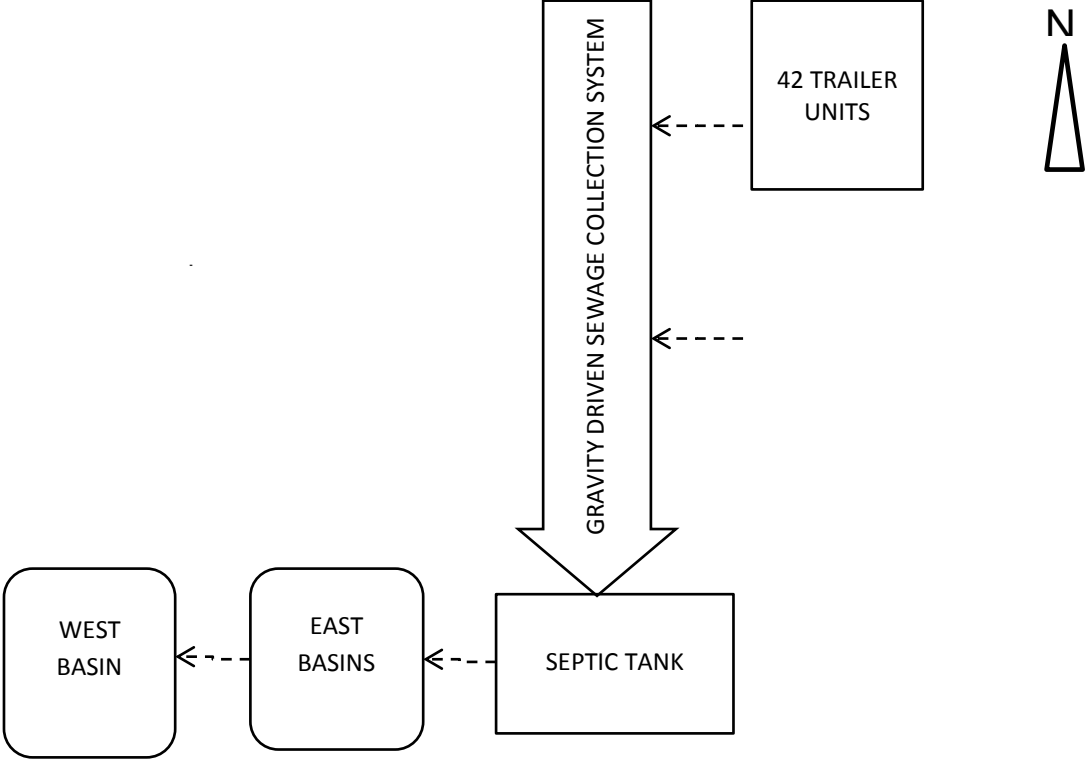 GRAVITY DRIVEN SEWAGE COLLECTION SYSTEM
42 TRAILER
UNITS
N
WEST
BASIN
EAST
BASINS
SEPTIC TANK